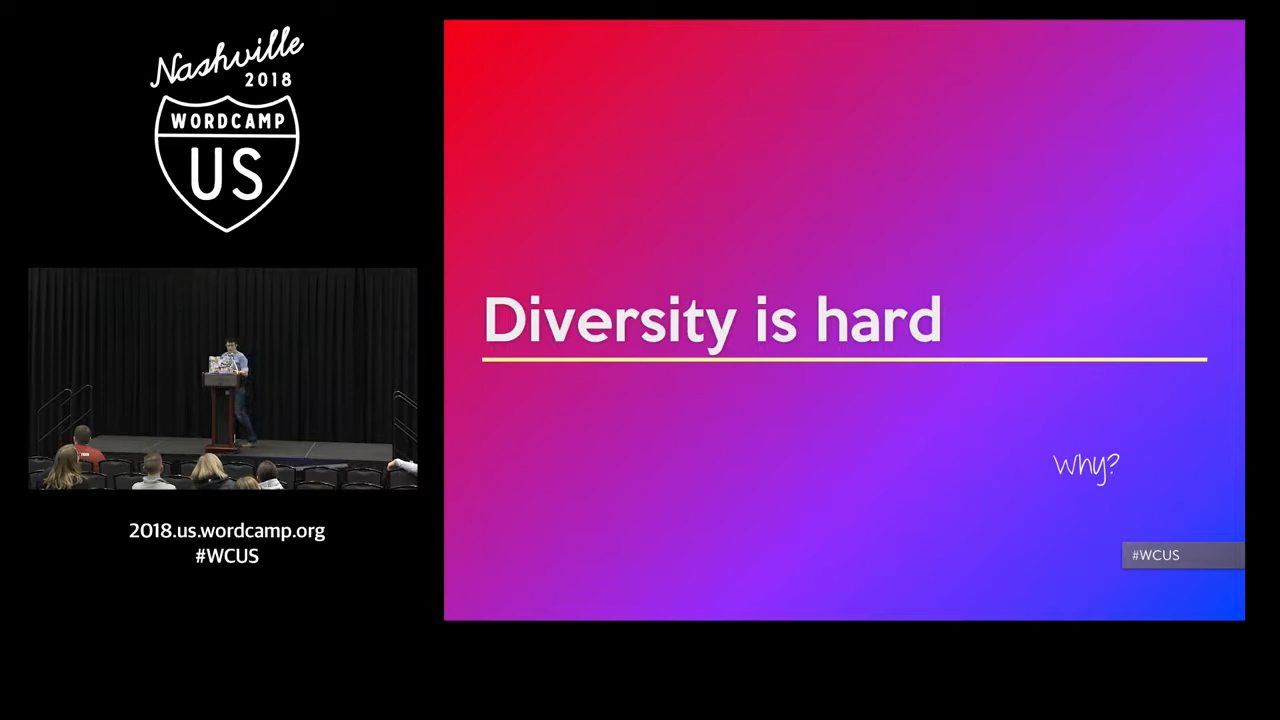 Nashville
2018
WORDCAMP
US
2018.us.wordcamp.org
#WCUS
Diversity is hard
Why?
#WCUS